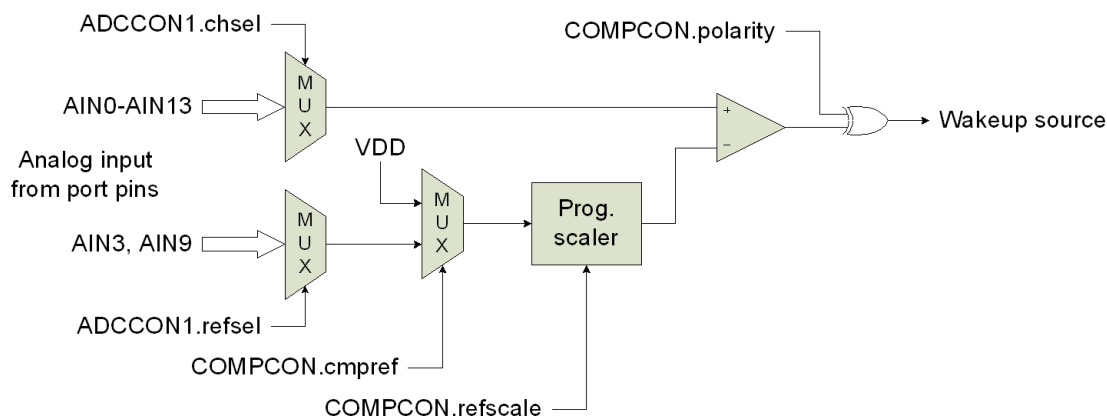 ADCCON1.chsel
COMPCON.polarity
M
U
X
AIN0-AIN13
+
Wakeup source
Analog input
from port pins
VDD
−
M
U
X
Prog.
scaler
M
U
X
AIN3, AIN9
ADCCON1.refsel
COMPCON.cmpref
COMPCON.refscale